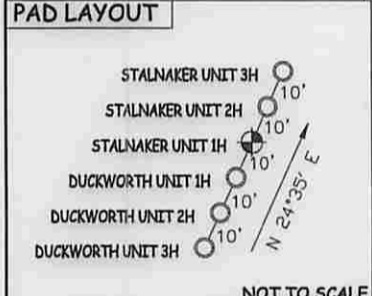 PAD LAYOUT
STALNAKER UNIT 3H
10'
STALNAKER UNIT 2H
10'
STALNAKER UNIT 1H
10'
DUCKWORTH UNIT 1H
10'
DUCKWORTH UNIT 2H
10'
DUCKWORTH UNIT 3H
N 24°35' E
NOT TO SCALE